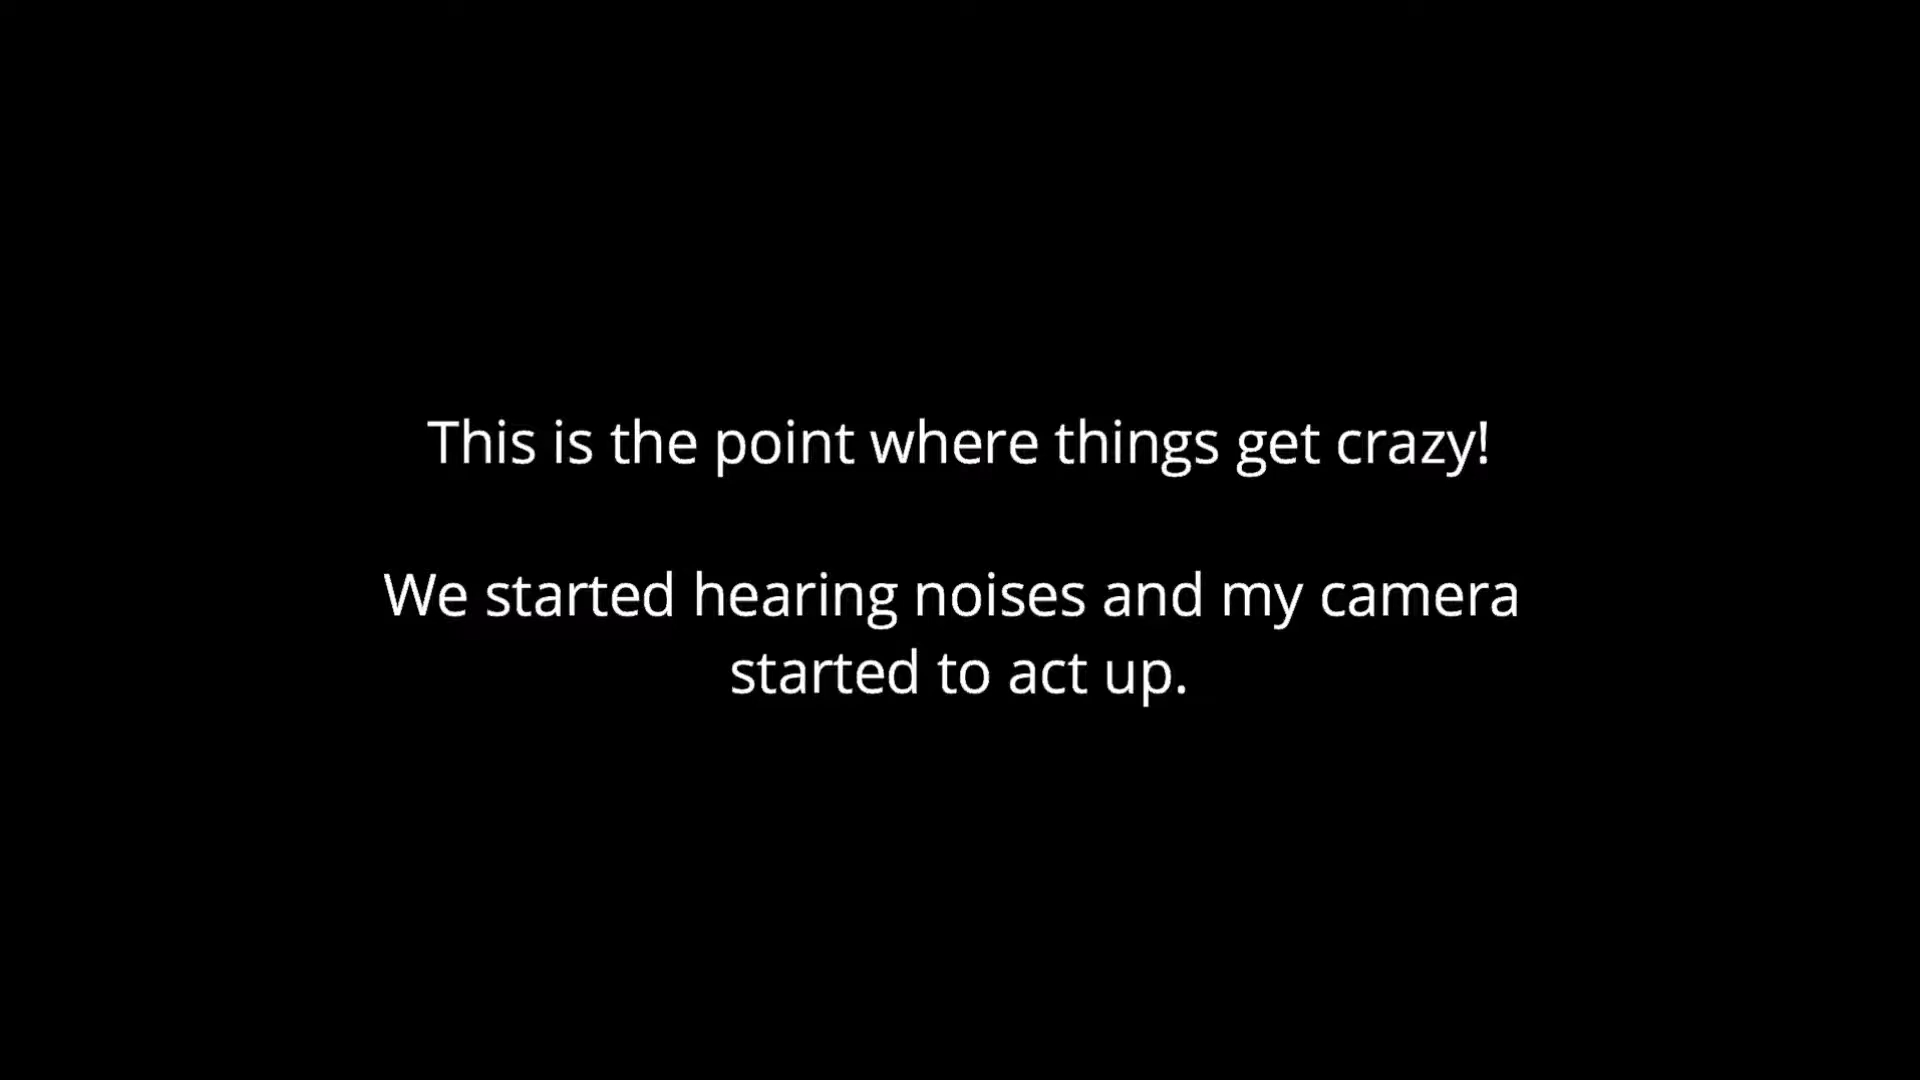 This is the point where things get crazy!
We started hearing noises and my camera
started to act up.